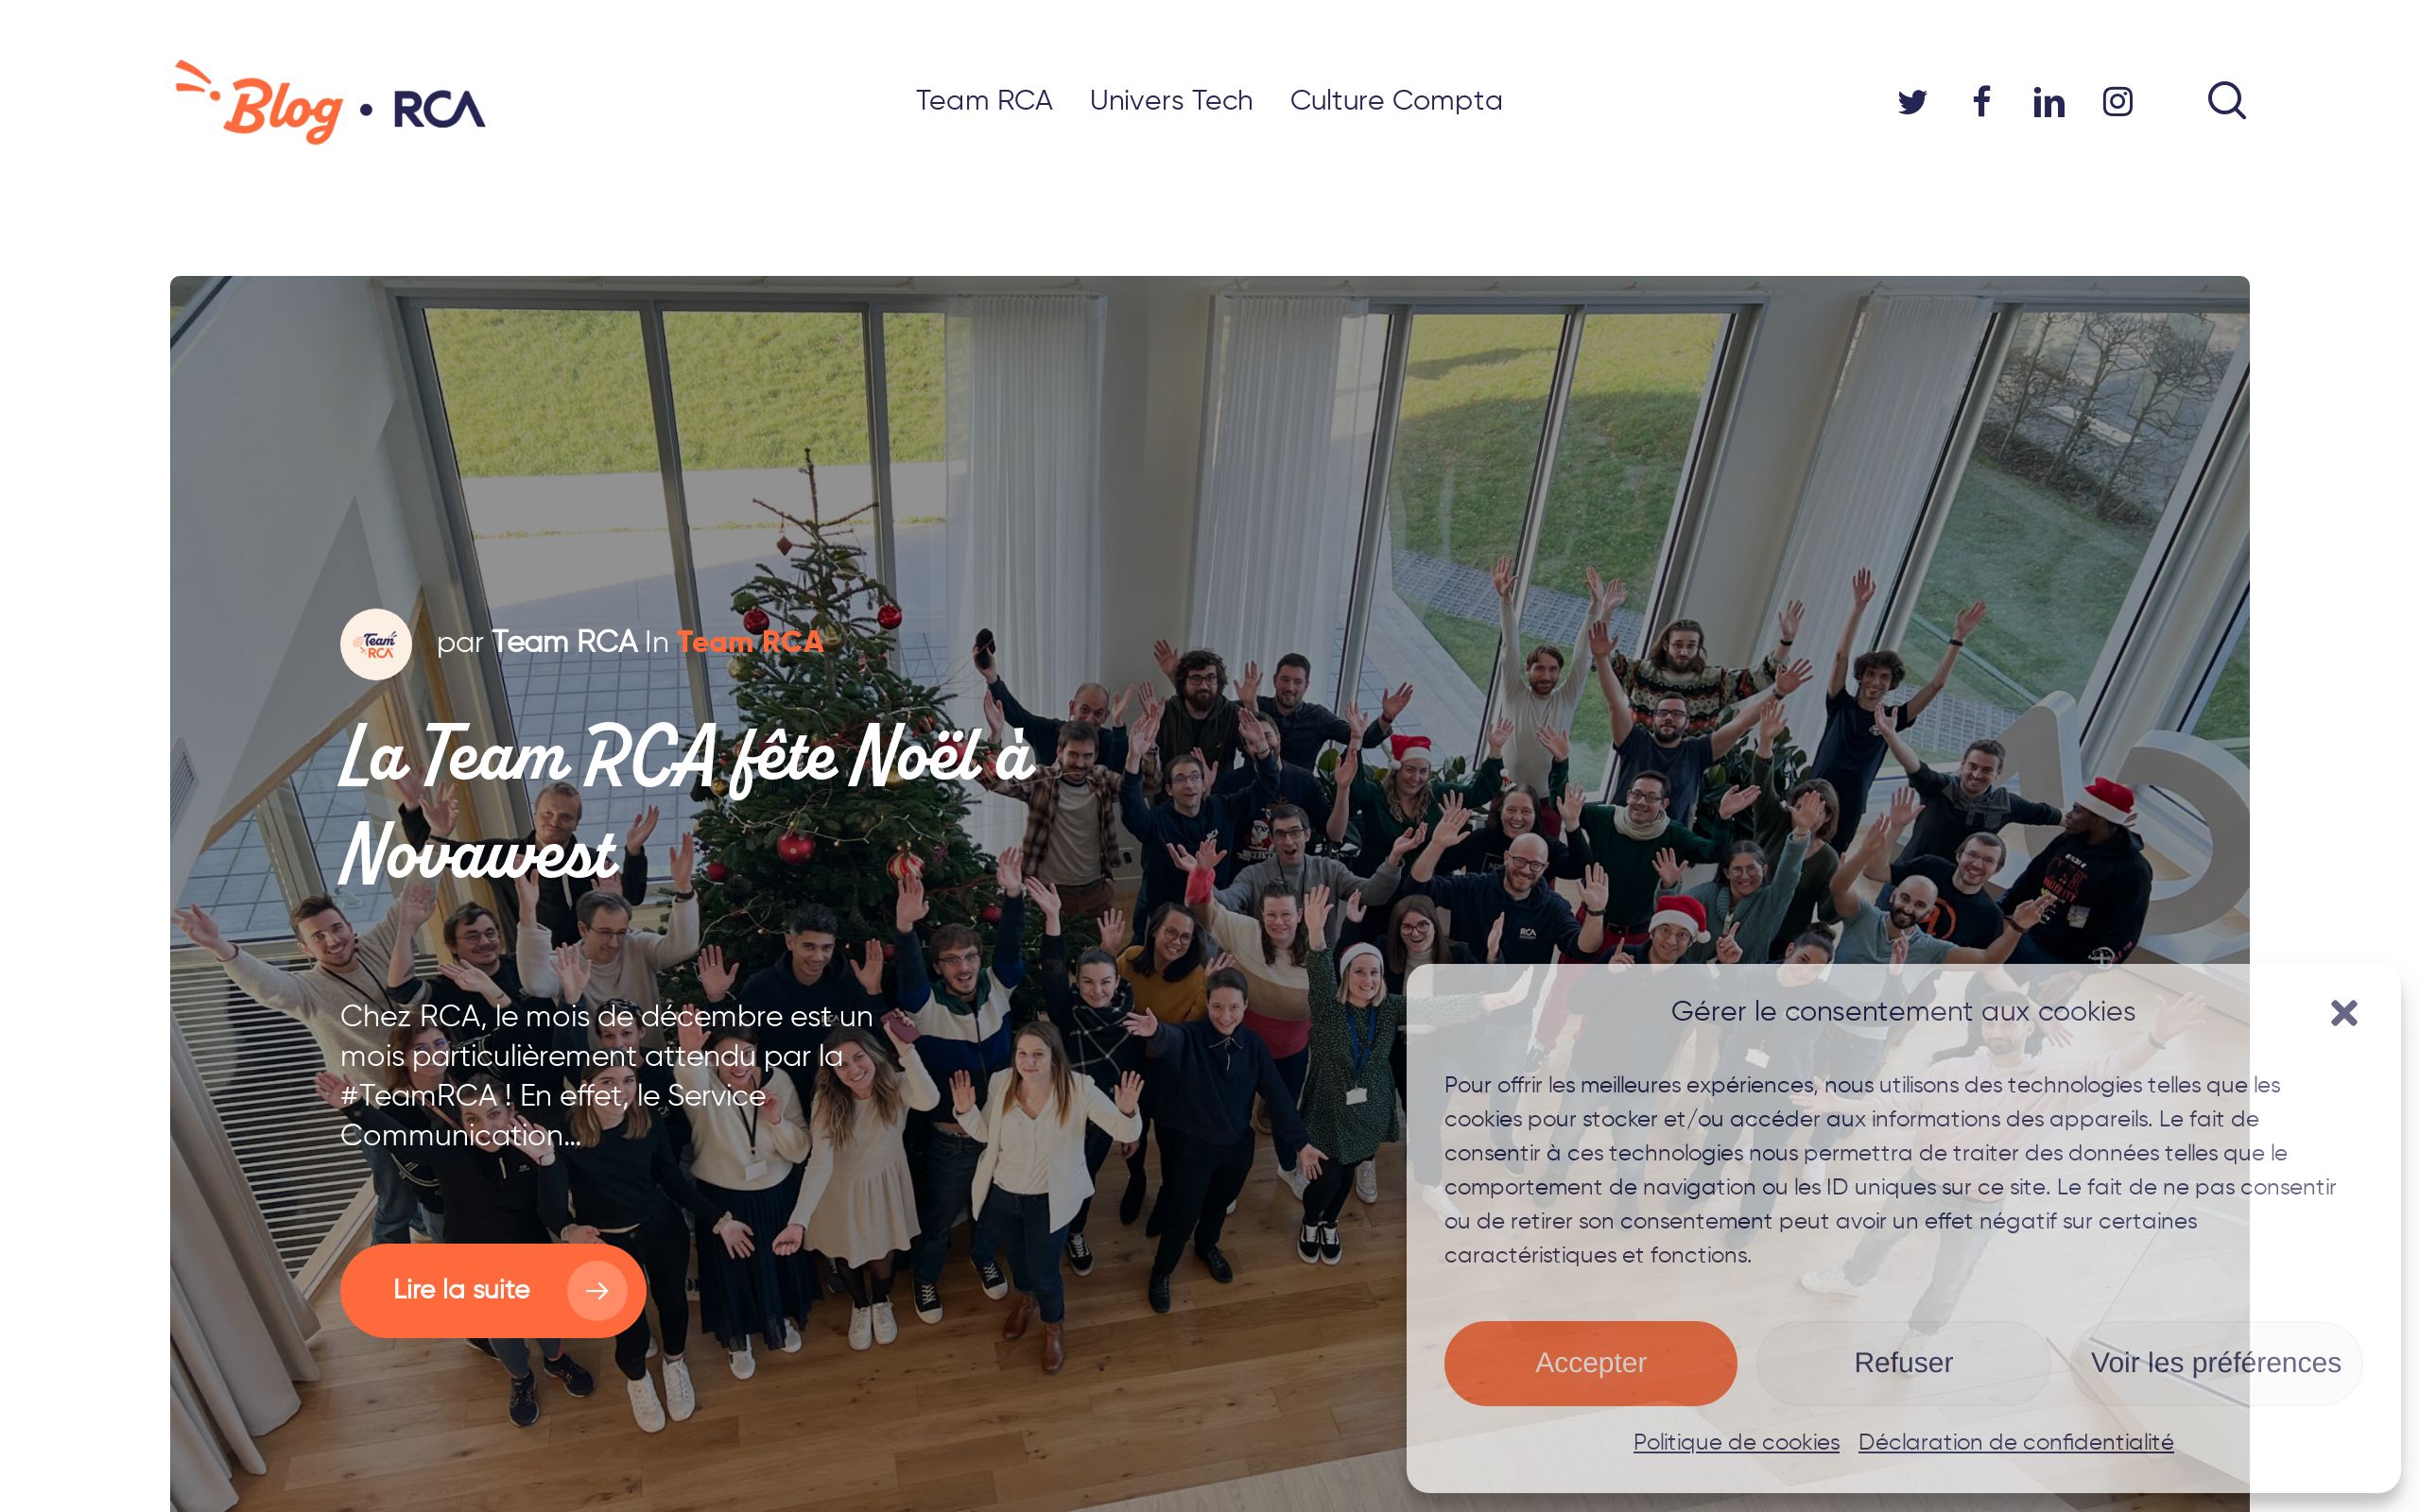 Blog • RCA
Team RCA
Univers Tech
Culture Compta
Team RCA
par Team RCA In Team RCA
La Team RCA fête Noël à
Novawest
Chez RCA, le mois de décembre est un
mois particulièrement attendu par la
#TeamRCA ! En effet, le Service
Communication...
Lire la suite
RCA
Gérer le consentement aux cookies
Pour offrir les meilleures expériences, nous utilisons des technologies telles que les
cookies pour stocker et/ou accéder aux informations des appareils. Le fait de
consentir à ces technologies nous permettra de traiter des données telles que le
comportement de navigation ou les ID uniques sur ce site. Le fait de ne pas consentir
ou de retirer son consentement peut avoir un effet négatif sur certaines
caractéristiques et fonctions.
Accepter
Refuser
Voir les préférences
Politique de cookies
Déclaration de confidentialité